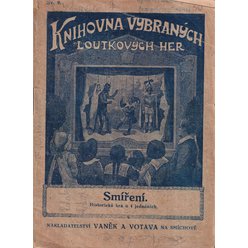 KNIHOVNA VYBRANÝCH
LOUTKOVÝCH HER
Smíření.
Historická hra o 4 jednáních.
NAKLADATELSTVÍ VANĚK A VOTAVA NA SMÍCHOVĚ